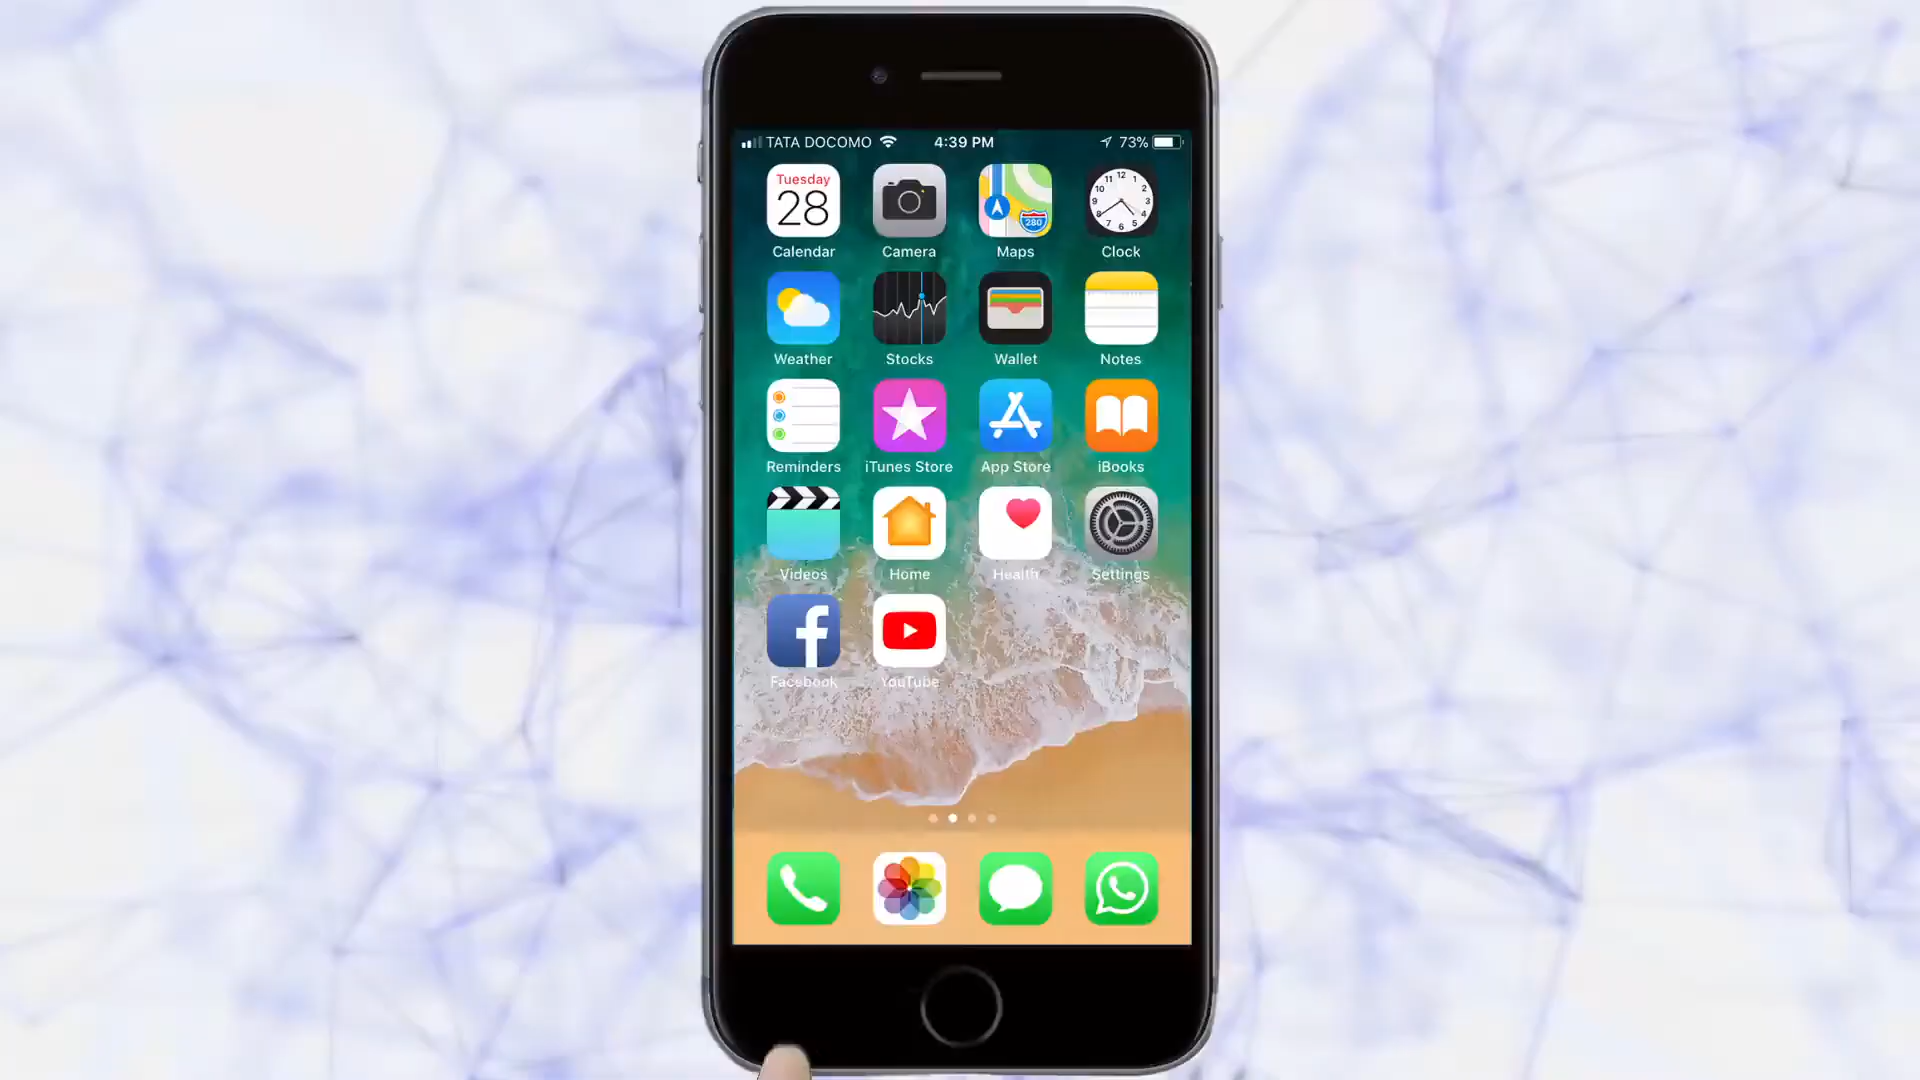 TATA DOCOMO 4:39 PM 73%
Tuesday
28
Calendar Camera Maps Clock
Weather Stocks Wallet Notes
Reminders iTunes Store App Store iBooks
Videos Home Health Settings
Facebook YouTube